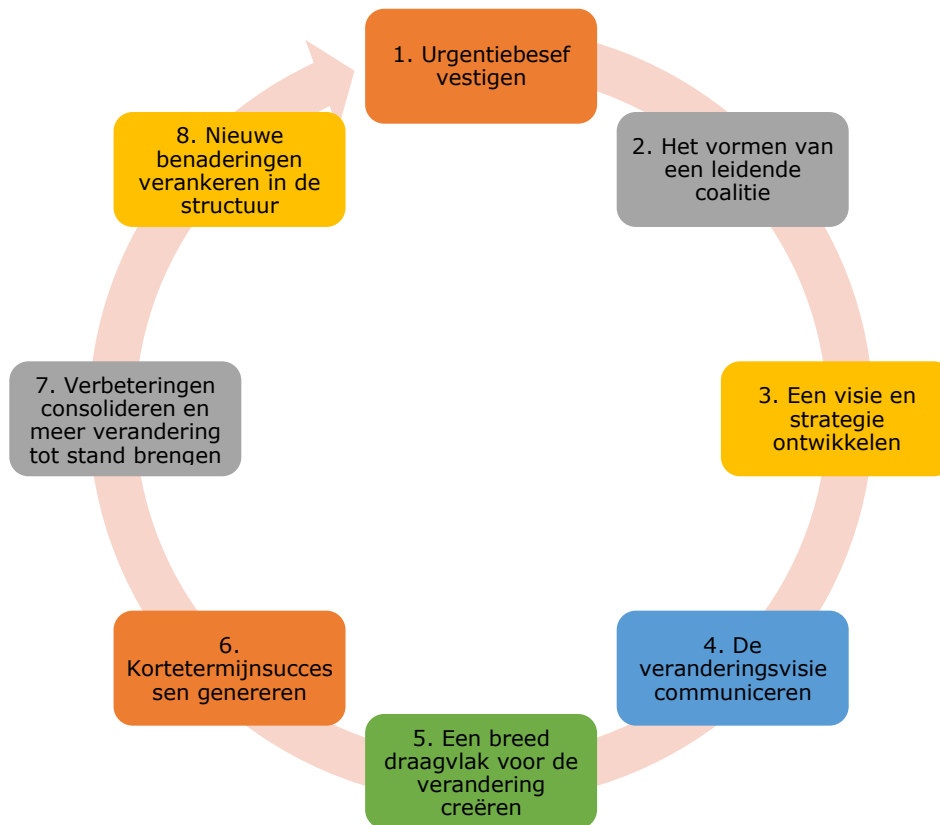 1. Urgentiebesef
vestigen
2. Het vormen van
een leidende
coalitie
3. Een visie en
strategie
ontwikkelen
4. De
veranderingsvisie
communiceren
5. Een breed
draagvlak voor de
verandering
creëren
6.
Kortetermijnsucces
sen genereren
7. Verbeteringen
consolideren en
meer verandering
tot stand brengen
8. Nieuwe
benaderingen
verankeren in de
structuur